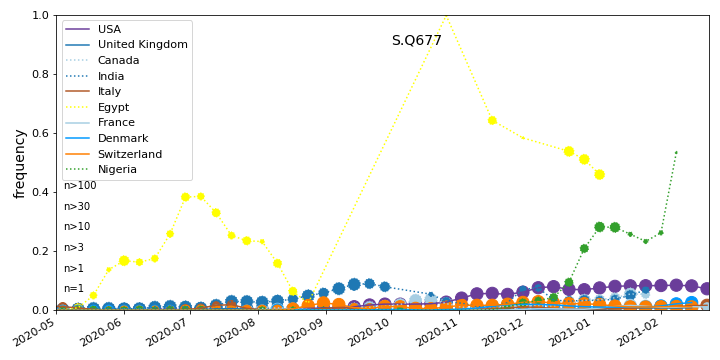 1.0
0.8
0.6
0.4
0.2
0.0
frequency
USA
United Kingdom
Canada
India
Italy
Egypt
France
Denmark
Switzerland
Nigeria
n>100
n>30
n>10
n>3
n>1
n=1
S.Q677
2020-05
2020-06
2020-07
2020-08
2020-09
2020-10
2020-11
2020-12
2021-01
2021-02